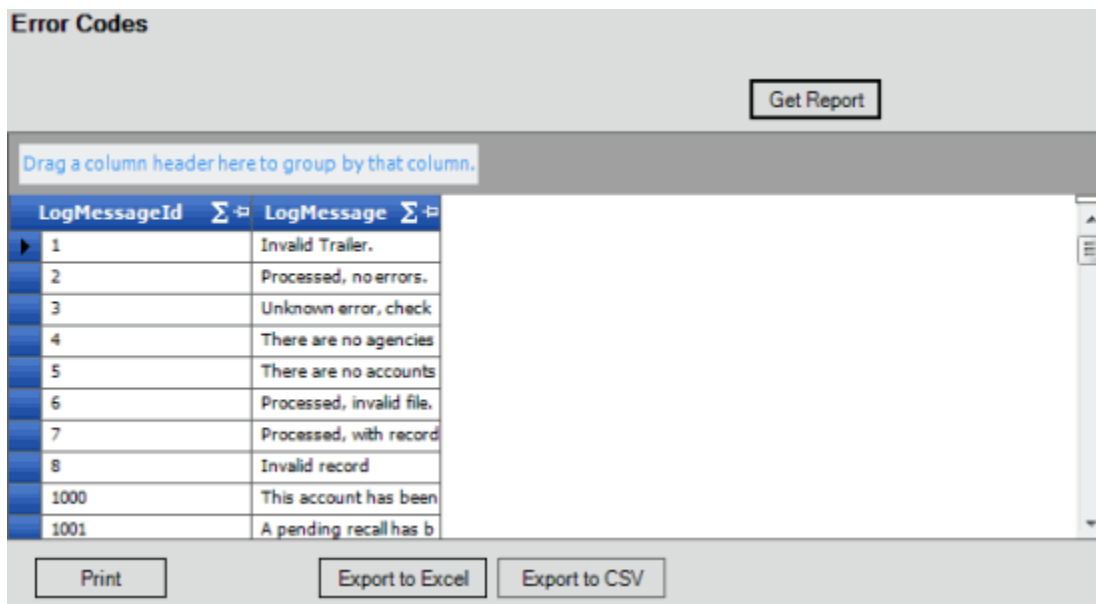 Error Codes
Get Report
Drag a column header here to group by that column.
LogMessageId Σ LogMessage Σ
1 Invalid Trailer.
2 Processed, no errors.
3 Unknown error, check
4 There are no agencies
5 There are no accounts
6 Processed, invalid file.
7 Processed, with record
8 Invalid record
1000 This account has been
1001 A pending recall has b
Print Export to Excel Export to CSV